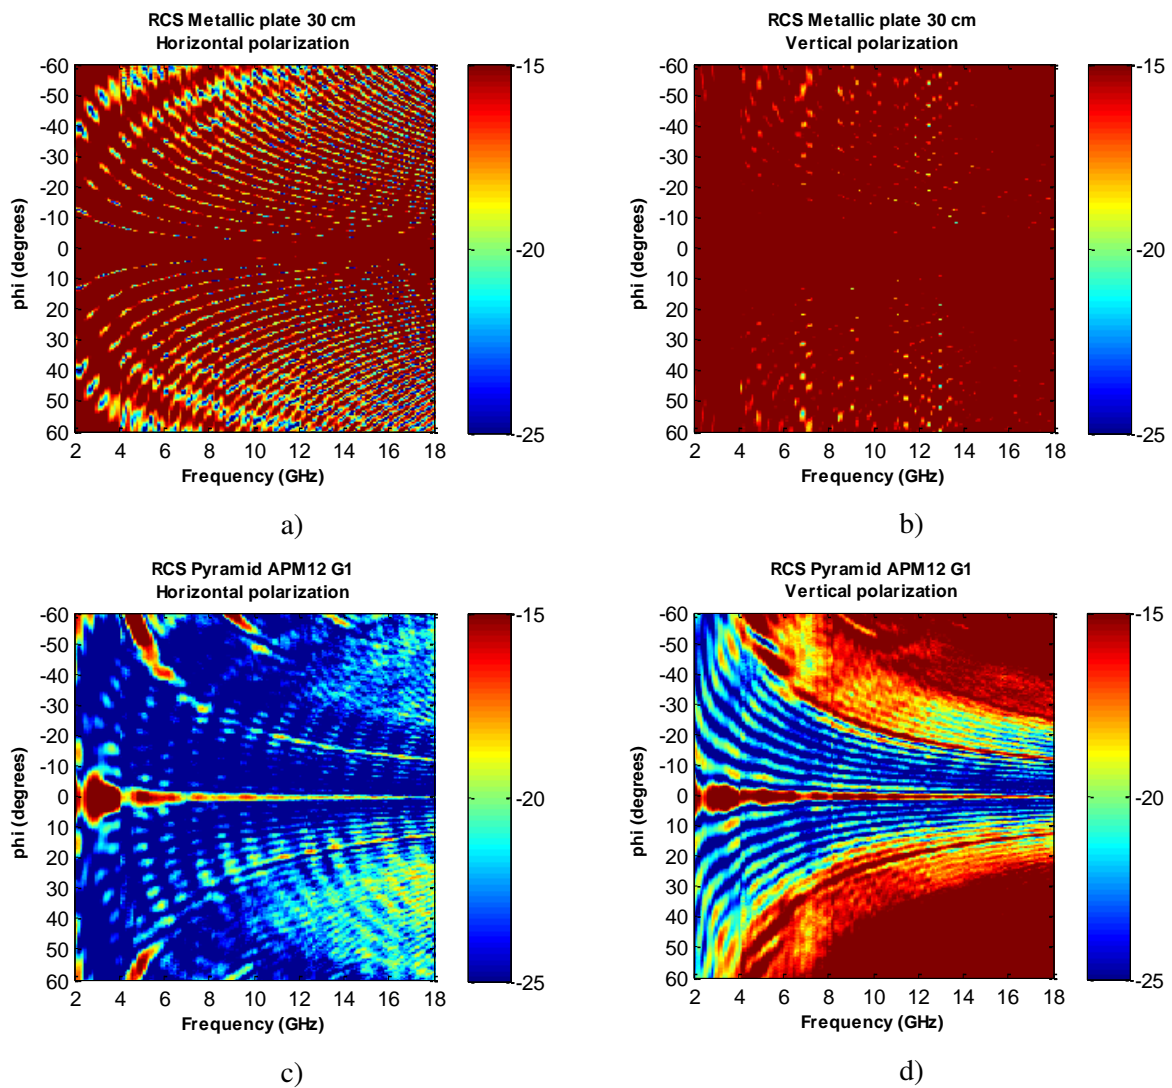 RCS Metallic plate 30 cm
Horizontal polarization
-60
-50
-40
-30
-20
-10
0
10
20
30
40
50
60
phi (degrees)
2 4 6 8 10 12 14 16 18
Frequency (GHz)
-15
-20
-25
a)
RCS Metallic plate 30 cm
Vertical polarization
-60
-50
-40
-30
-20
-10
0
10
20
30
40
50
60
phi (degrees)
2 4 6 8 10 12 14 16 18
Frequency (GHz)
-15
-20
-25
b)
RCS Pyramid APM12 G1
Horizontal polarization
-60
-50
-40
-30
-20
-10
0
10
20
30
40
50
60
phi (degrees)
2 4 6 8 10 12 14 16 18
Frequency (GHz)
-15
-20
-25
c)
RCS Pyramid APM12 G1
Vertical polarization
-60
-50
-40
-30
-20
-10
0
10
20
30
40
50
60
phi (degrees)
2 4 6 8 10 12 14 16 18
Frequency (GHz)
-15
-20
-25
d)